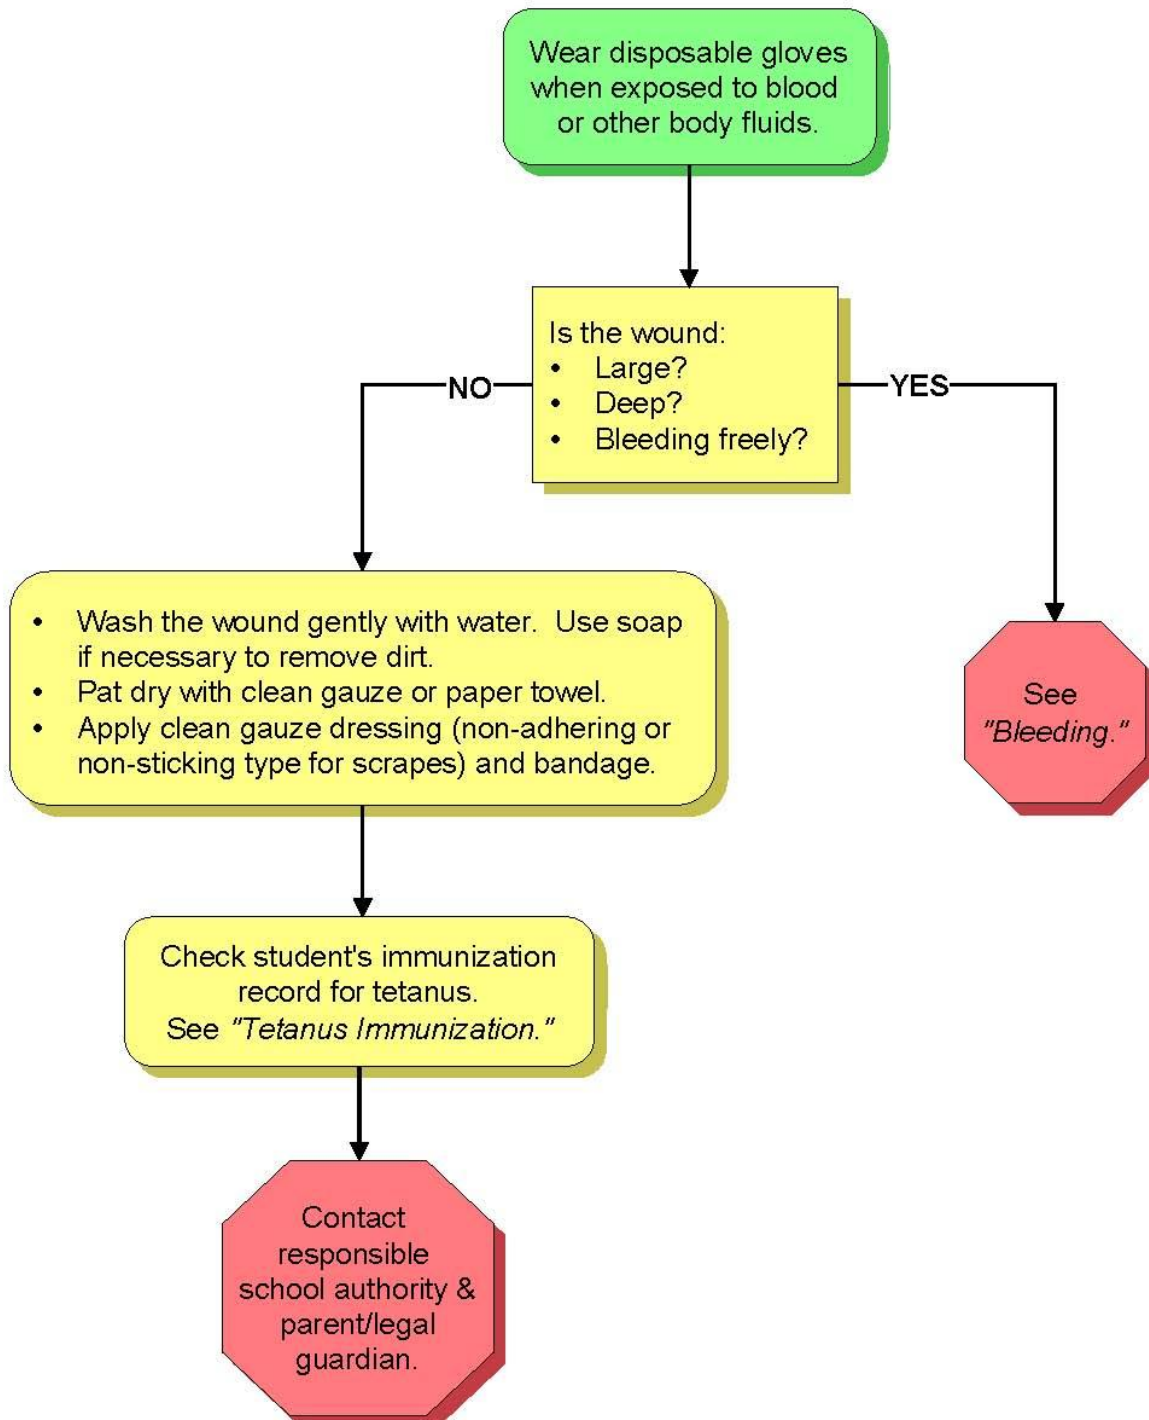 Wear disposable gloves
when exposed to blood
or other body fluids.
Is the wound:
• Large?
• Deep?
• Bleeding freely?
NO
YES
• Wash the wound gently with water.  Use soap
if necessary to remove dirt.
• Pat dry with clean gauze or paper towel.
• Apply clean gauze dressing (non-adhering or
non-sticking type for scrapes) and bandage.
See
"Bleeding."
Check student's immunization
record for tetanus.
See "Tetanus Immunization."
Contact
responsible
school authority &
parent/legal
guardian.